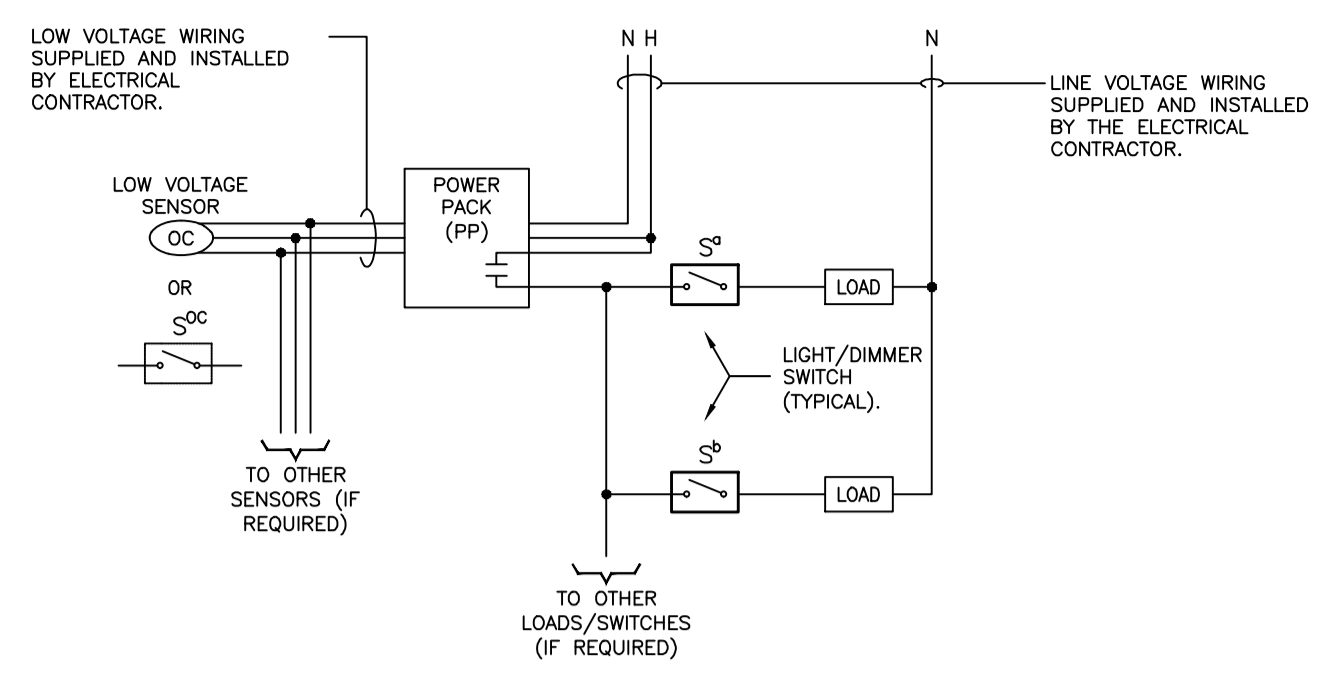 LOW VOLTAGE WIRING
SUPPLIED AND INSTALLED
BY ELECTRICAL
CONTRACTOR.
N H
N
LINE VOLTAGE WIRING
SUPPLIED AND INSTALLED
BY THE ELECTRICAL
CONTRACTOR.
LOW VOLTAGE
SENSOR
OC
OR
SOC
POWER
PACK
(PP)
Sa
LOAD
LIGHT/DIMMER
SWITCH
(TYPICAL).
Sb
LOAD
TO OTHER
SENSORS (IF
REQUIRED)
TO OTHER
LOADS/SWITCHES
(IF REQUIRED)